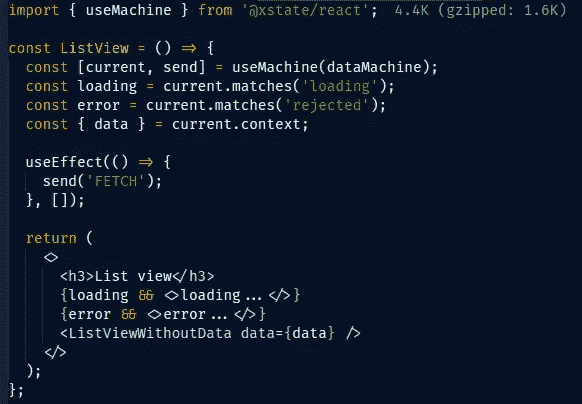 import { useMachine } from '@xstate/react'; 4.4K (gzipped: 1.6K)
const ListView = () => {
const [current, send] = useMachine(dataMachine);
const loading = current.matches('loading');
const error = current.matches('rejected');
const { data } = current.context;
useEffect(() => {
send('FETCH');
}, []);
return (
<>
<h3>List view</h3>
{loading && <>loading...</>}
{error && <>error...</>}
<ListViewWithoutData data={data} />
</>
);
};